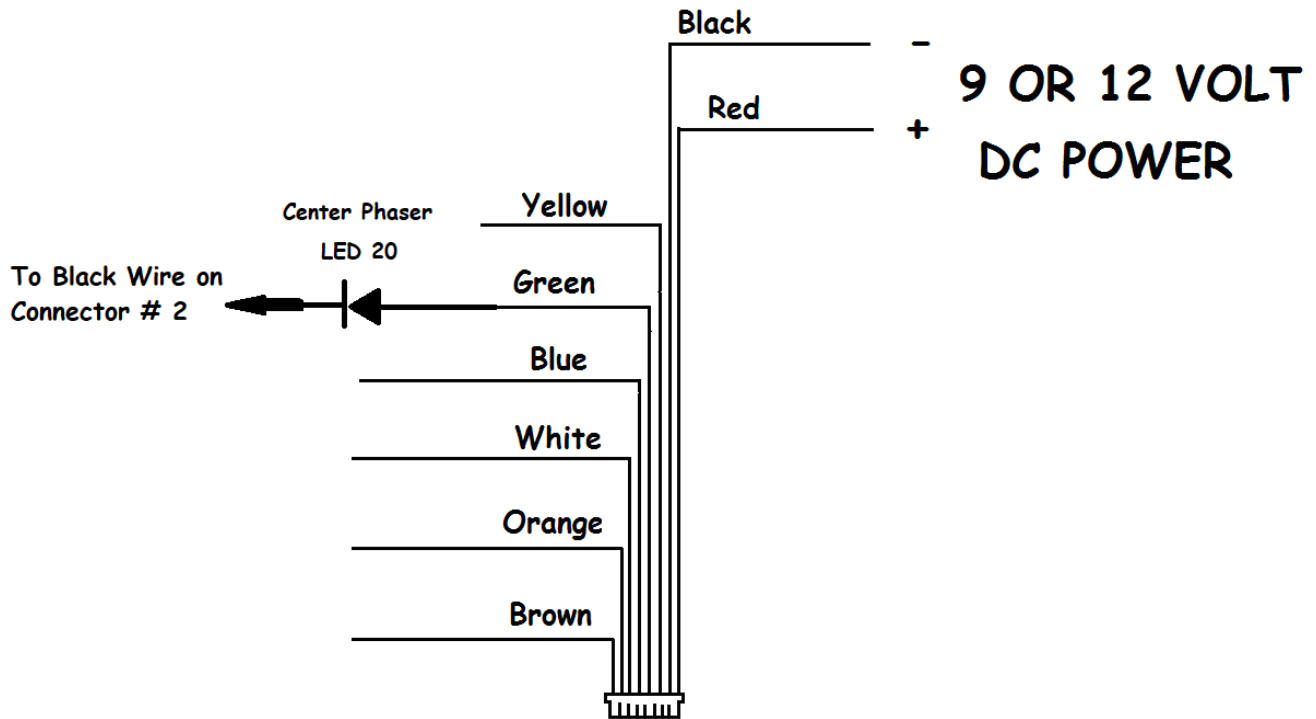 Black
-
9 OR 12 VOLT
Red
+
DC POWER
Yellow
Center Phaser
LED 20
To Black Wire on
Connector # 2
Green
Blue
White
Orange
Brown